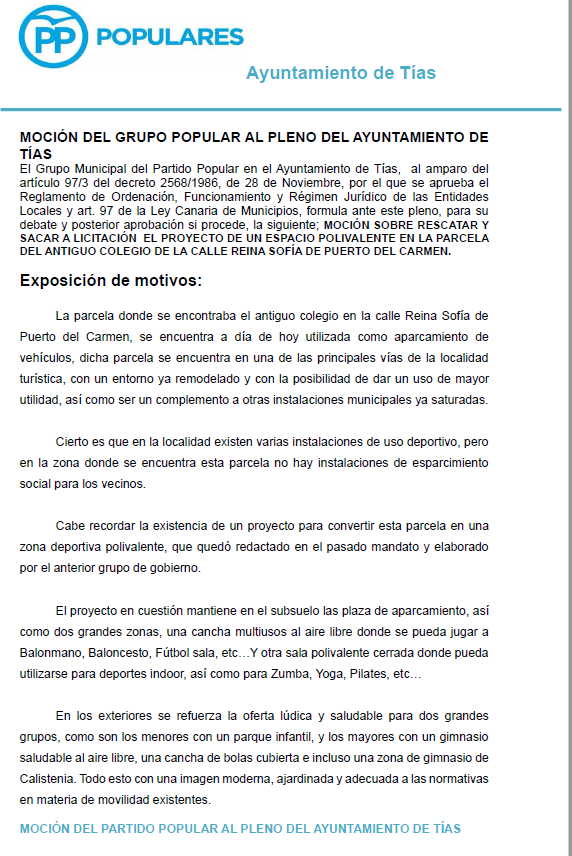 PP POPULARES
Ayuntamiento de Tías
MOCIÓN DEL GRUPO POPULAR AL PLENO DEL AYUNTAMIENTO DE
TÍAS
El Grupo Municipal del Partido Popular en el Ayuntamiento de Tías, al amparo del
artículo 97/3 del decreto 2568/1986, de 28 de Noviembre, por el que se aprueba el
Reglamento de Ordenación, Funcionamiento y Régimen Jurídico de las Entidades
Locales y art. 97 de la Ley Canaria de Municipios, formula ante este pleno, para su
debate y posterior aprobación si procede, la siguiente; MOCIÓN SOBRE RESCATAR Y
SACAR A LICITACIÓN EL PROYECTO DE UN ESPACIO POLIVALENTE EN LA PARCELA
DEL ANTIGUO COLEGIO DE LA CALLE REINA SOFÍA DE PUERTO DEL CARMEN.
Exposición de motivos:
La parcela donde se encontraba el antiguo colegio en la calle Reina Sofía de
Puerto del Carmen, se encuentra a día de hoy utilizada como aparcamiento de
vehículos, dicha parcela se encuentra en una de las principales vías de la localidad
turística, con un entorno ya remodelado y con la posibilidad de dar un uso de mayor
utilidad, así como ser un complemento a otras instalaciones municipales ya saturadas.
Cierto es que en la localidad existen varias instalaciones de uso deportivo, pero
en la zona donde se encuentra esta parcela no hay instalaciones de esparcimiento
social para los vecinos.
Cabe recordar la existencia de un proyecto para convertir esta parcela en una
zona deportiva polivalente, que quedó redactado en el pasado mandato y elaborado
por el anterior grupo de gobierno.
El proyecto en cuestión mantiene en el subsuelo las plaza de aparcamiento, así
como dos grandes zonas, una cancha multiusos al aire libre donde se pueda jugar a
Balonmano, Baloncesto, Fútbol sala, etc…Y otra sala polivalente cerrada donde pueda
utilizarse para deportes indoor, así como para Zumba, Yoga, Pilates, etc…
En los exteriores se refuerza la oferta lúdica y saludable para dos grandes
grupos, como son los menores con un parque infantil, y los mayores con un gimnasio
saludable al aire libre, una cancha de bolas cubierta e incluso una zona de gimnasio de
Calistenia. Todo esto con una imagen moderna, ajardinada y adecuada a las normativas
en materia de movilidad existentes.
MOCIÓN DEL PARTIDO POPULAR AL PLENO DEL AYUNTAMIENTO DE TÍAS